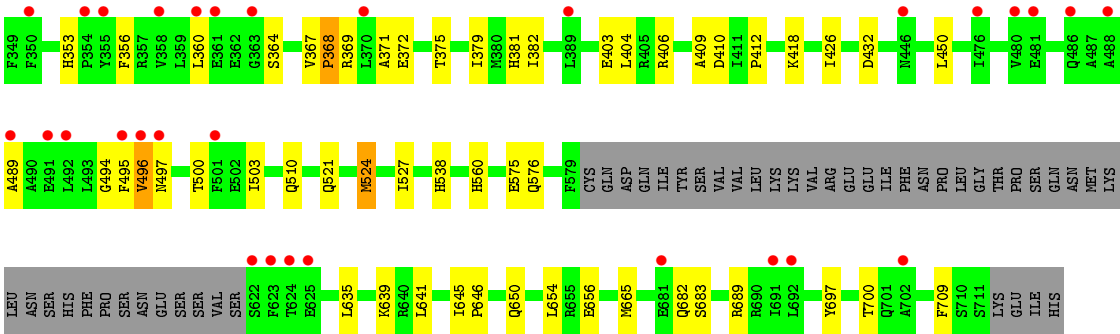 F349 F350 H353 P354 Y355 F356 R357 V358 L359 L360 E361 E362 G363 S364 V367 P368 R369 L370 A371 E372 T375 I379 M380 H381 I382 L389 E403 L404 R405 R406 A409 D410 I411 P412 K418 I426 D432 N446 L450 I476 V480 E481 Q486 A487 A488
A489 A490 E491 L492 L493 G494 F495 V496 N497 T500 F501 E502 I503 Q510 Q521 M524 I527 H538 H560 E575 Q576 F579 CYS GLN ASP GLN ILE TYR SER VAL VAL LEU LYS LYS VAL ARG GLU GLU ILE PHE ASN PRO LEU GLY THR PRO SER GLN ASN MET LYS
LEU ASN SER HIS PHE PRO SER ASN GLU SER SER VAL SER S622 F623 T624 E625 L635 K639 R640 L641 I645 P646 Q650 L654 R655 E656 M665 E681 Q682 S683 R689 R690 I691 L692 Y697 T700 Q701 A702 F709 S710 S711 LYS GLU ILE HIS